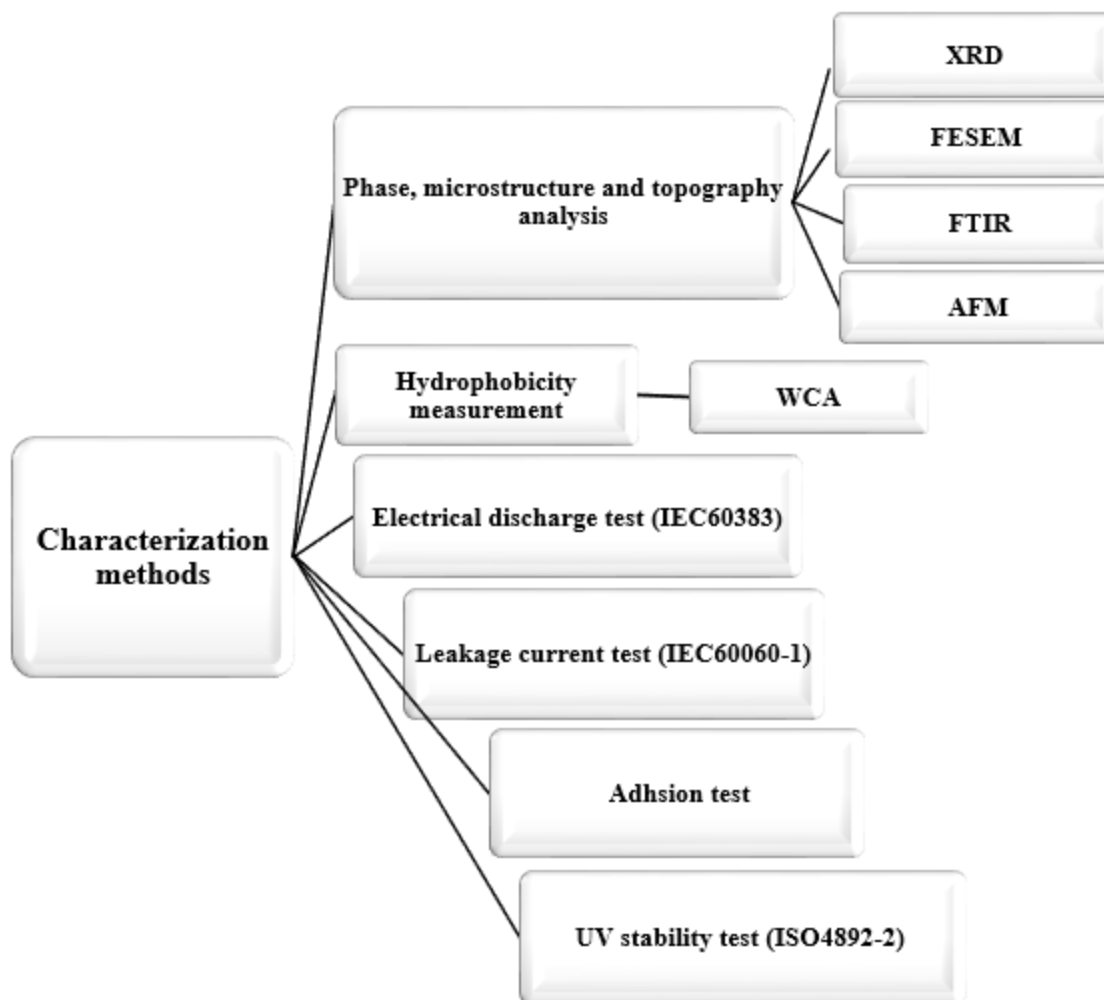 XRD
FESEM
Phase, microstructure and topography
analysis
FTIR
AFM
Hydrophobicity
measurement
WCA
Characterization
methods
Electrical discharge test (IEC60383)
Leakage current test (IEC60060-1)
Adhsion test
UV stability test (ISO4892-2)